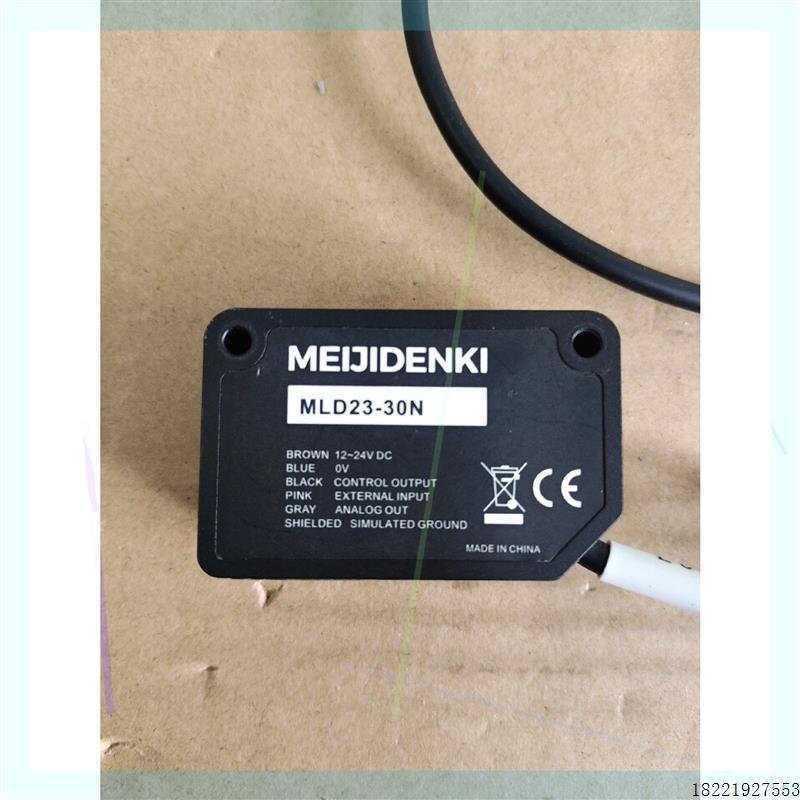 MEIJIDENKI
MLD23-30N
BROWN 12~24V DC
BLUE 0V
BLACK CONTROL OUTPUT
PINK EXTERNAL INPUT
GRAY ANALOG OUT
SHIELDED SIMULATED GROUND
CE
MADE IN CHINA
18221927553